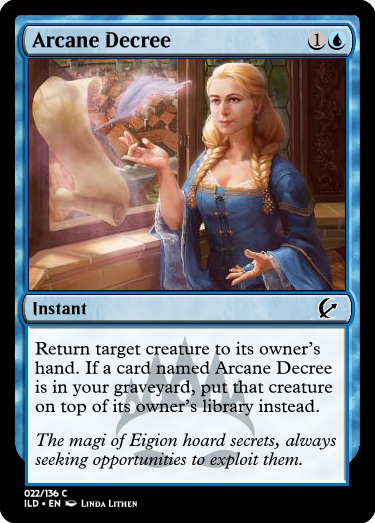 Arcane Decree 1
Instant
Return target creature to its owner's
hand. If a card named Arcane Decree
is in your graveyard, put that creature
on top of its owner's library instead.
The magi of Eigion hoard secrets, always
seeking opportunities to exploit them.
022/136 C
ILD • EN Linda Lithen